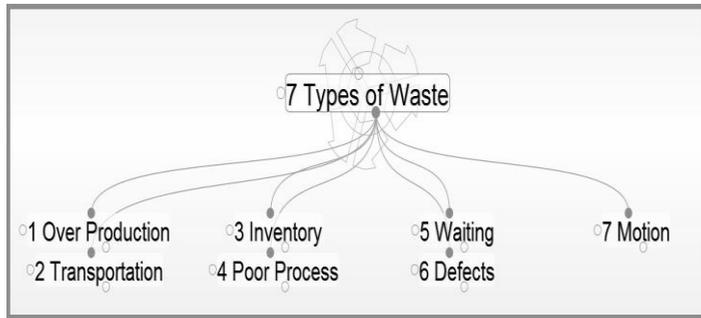 7 Types of Waste
1 Over Production
2 Transportation
3 Inventory
4 Poor Process
5 Waiting
6 Defects
7 Motion